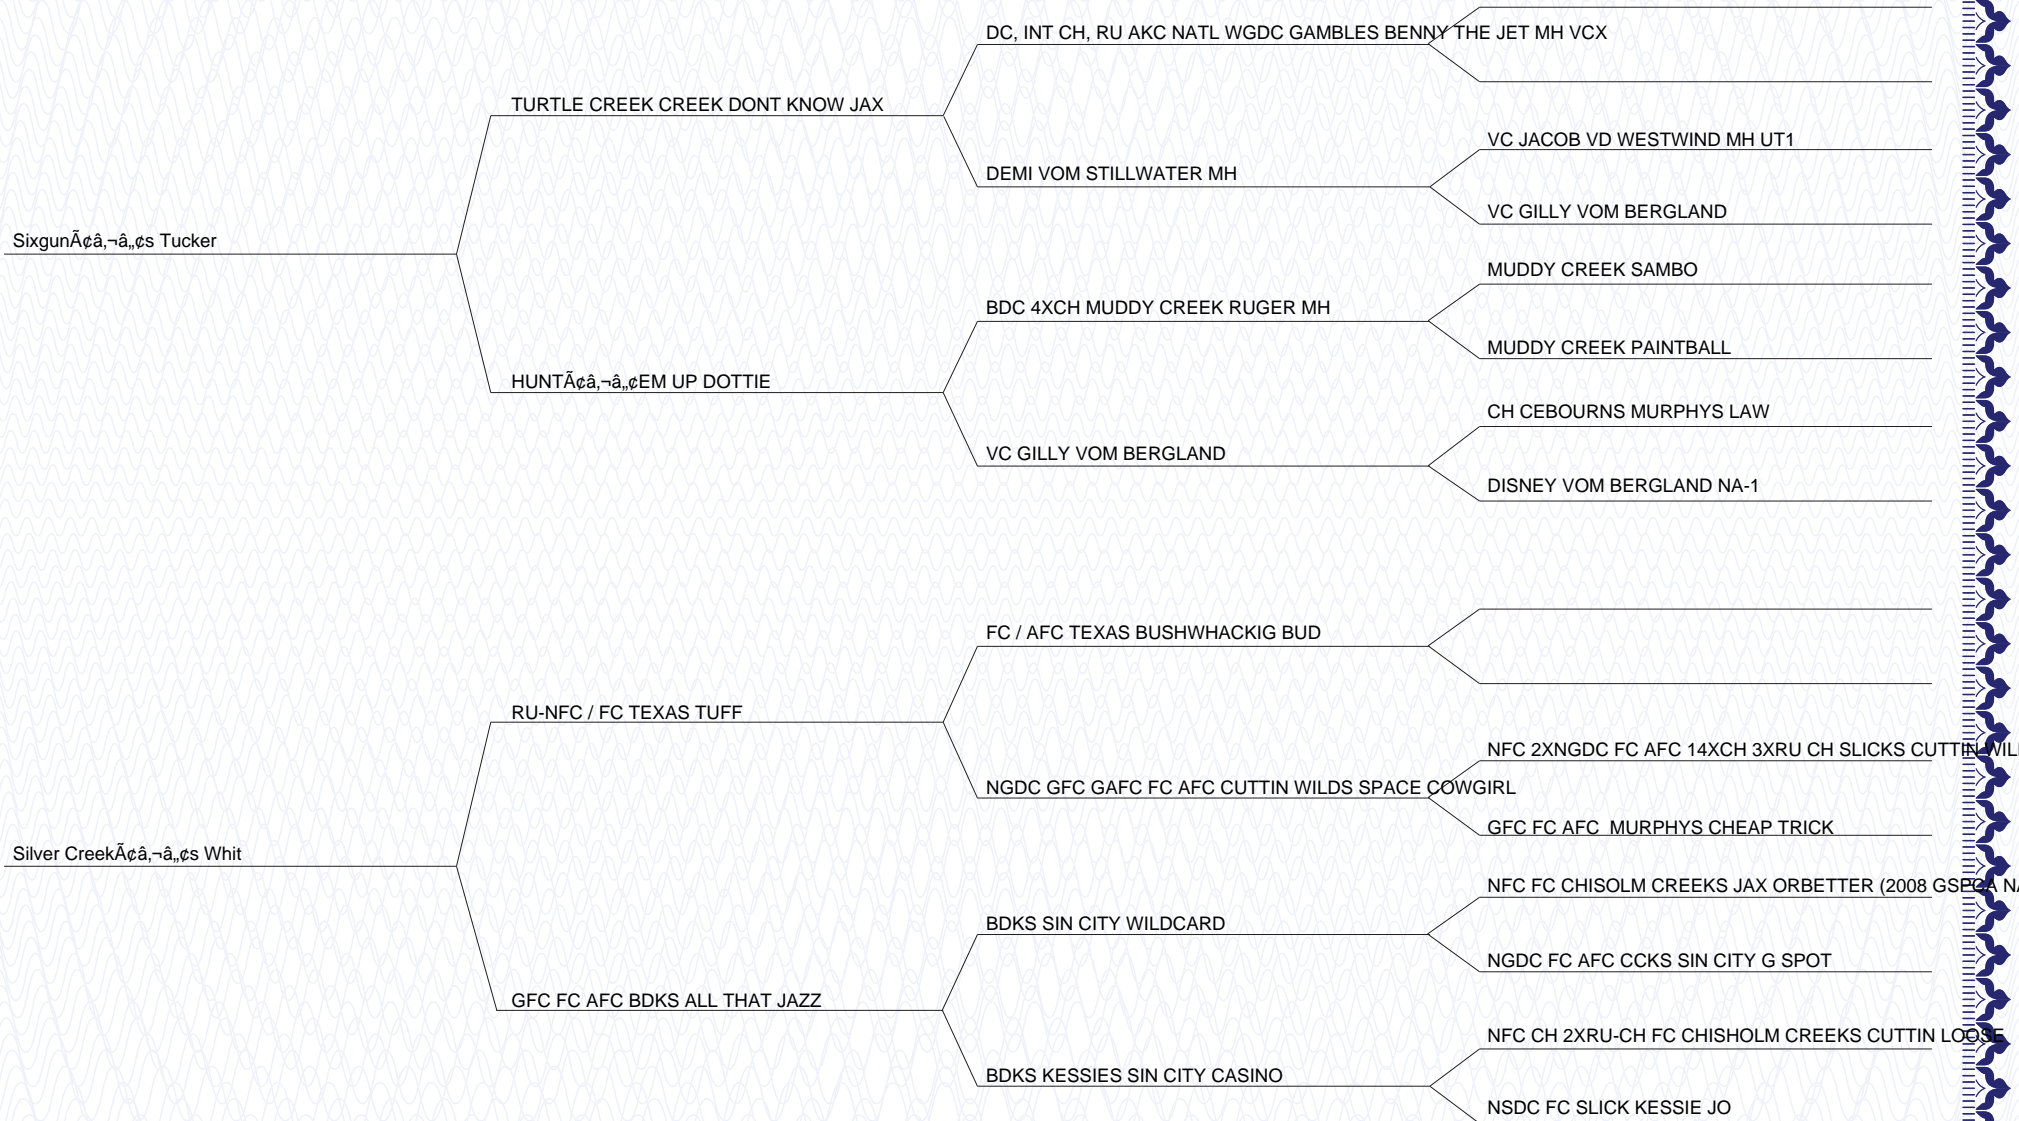 DC, INT CH, RU AKC NATL WGDC GAMBLES BENNY THE JET MH VCX
TURTLE CREEK CREEK DONT KNOW JAX
VC JACOB VD WESTWIND MH UT1
DEMI VOM STILLWATER MH
VC GILLY VOM BERGLAND
SixgunÃ¢â‚¬â„¢s Tucker
MUDDY CREEK SAMBO
BDC 4XCH MUDDY CREEK RUGER MH
MUDDY CREEK PAINTBALL
HUNTÃ¢â‚¬â„¢EM UP DOTTIE
CH CEBOURNS MURPHYS LAW
VC GILLY VOM BERGLAND
DISNEY VOM BERGLAND NA-1
FC / AFC TEXAS BUSHWHACKIG BUD
RU-NFC / FC TEXAS TUFF
NFC 2XNGDC FC AFC 14XCH 3XRU CH SLICKS CUTTIN WIL
NGDC GFC GAFC FC AFC CUTTIN WILDS SPACE COWGIRL
GFC FC AFC  MURPHYS CHEAP TRICK
Silver CreekÃ¢â‚¬â„¢s Whit
NFC FC CHISOLM CREEKS JAX ORBETTER (2008 GSPCA NA
BDKS SIN CITY WILDCARD
NGDC FC AFC CCKS SIN CITY G SPOT
GFC FC AFC BDKS ALL THAT JAZZ
NFC CH 2XRU-CH FC CHISHOLM CREEKS CUTTIN LOOSE
BDKS KESSIES SIN CITY CASINO
NSDC FC SLICK KESSIE JO